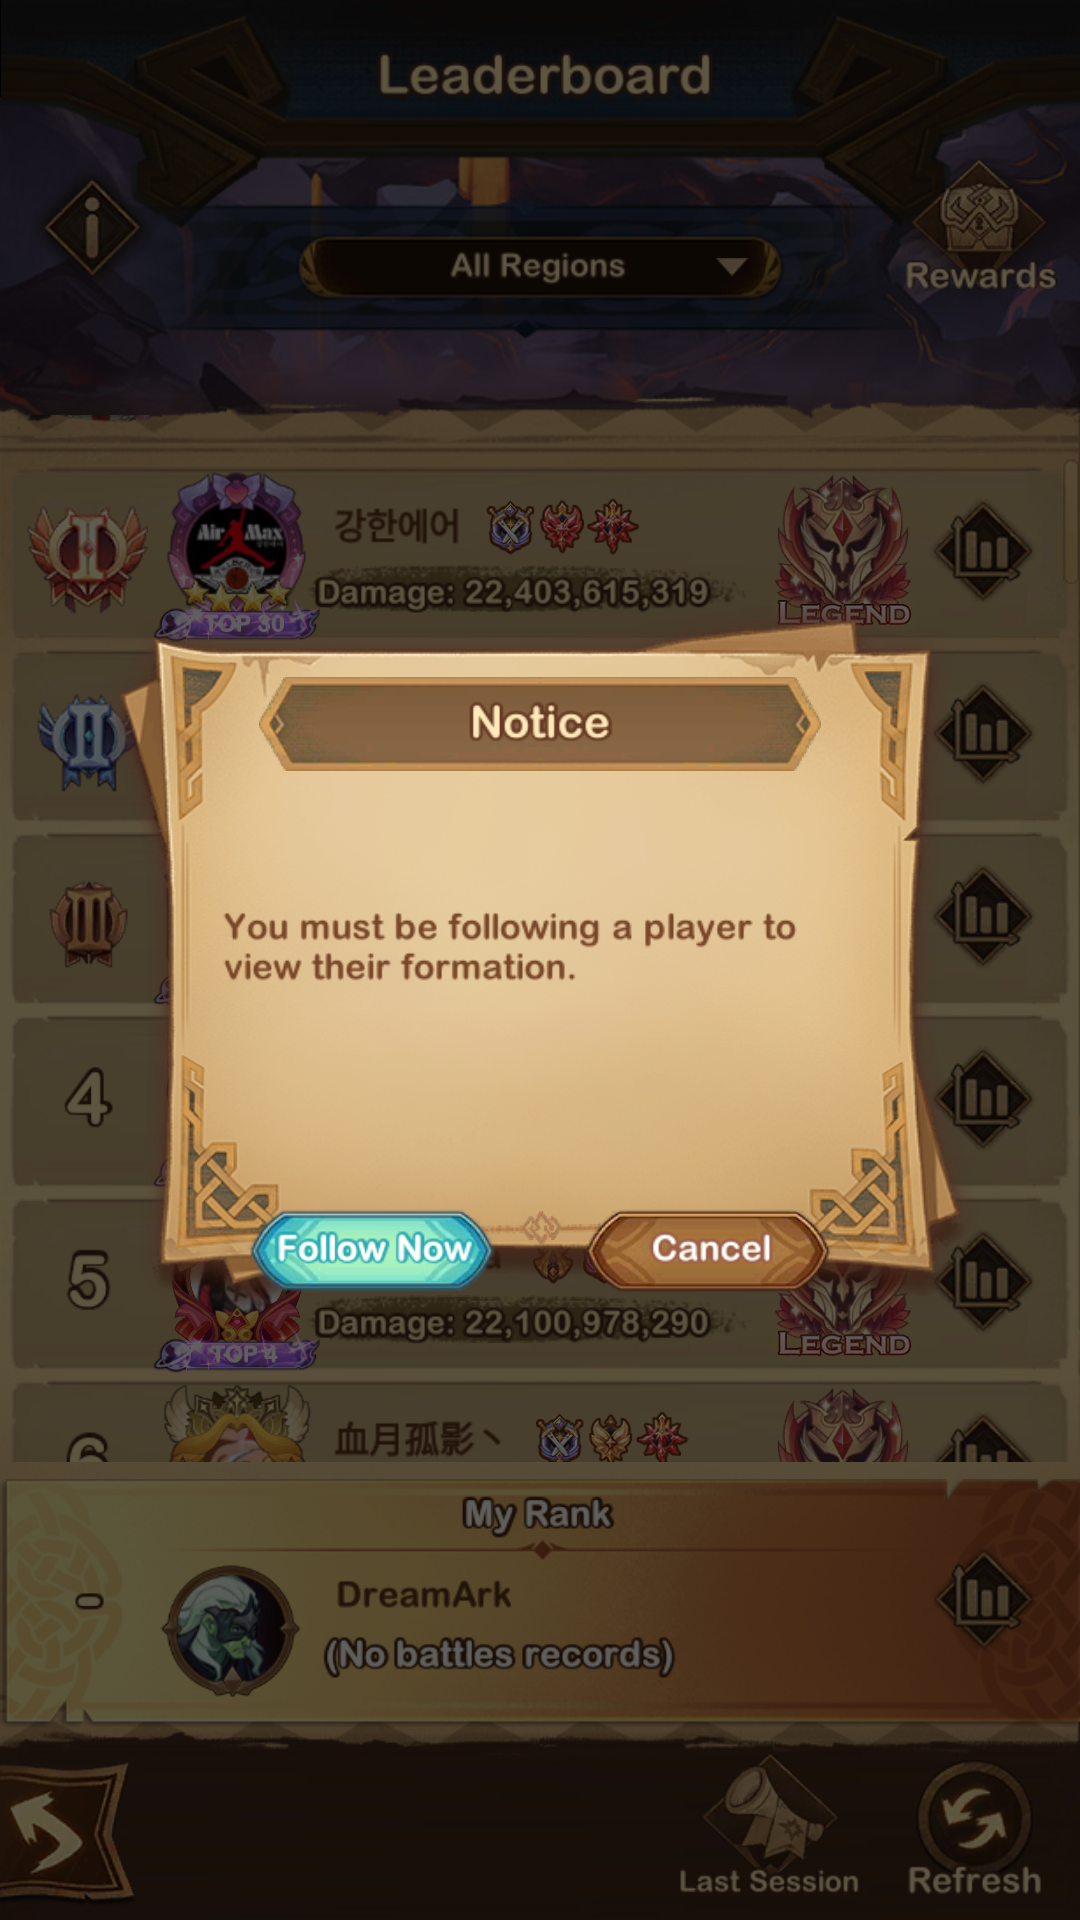 Leaderboard
All Regions
Rewards
Air Max
강한에어
Damage: 22,403,615,319
LEGEND
TOP 30
Notice
You must be following a player to
view their formation.
4
Follow Now
Cancel
5
Damage: 22,100,978,290
LEGEND
TOP 4
6
血月孤影丶
My Rank
-
DreamArk
(No battles records)
Last Session
Refresh